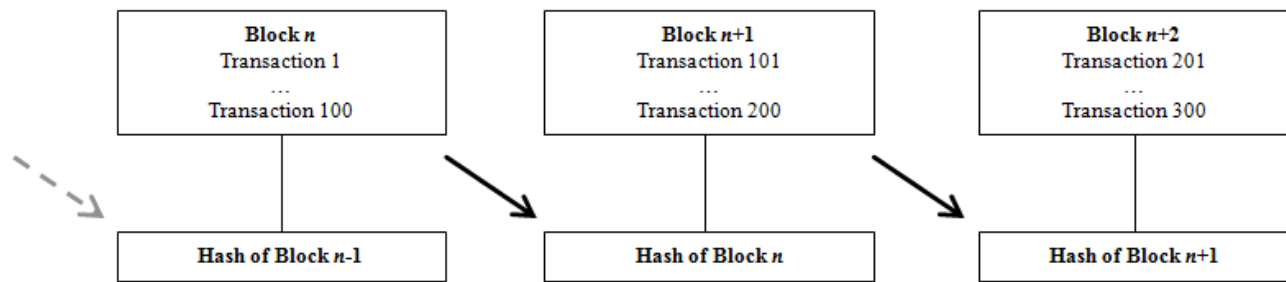 Block n
Transaction 1
...
Transaction 100
Block n+1
Transaction 101
...
Transaction 200
Block n+2
Transaction 201
...
Transaction 300
Hash of Block n-1
Hash of Block n
Hash of Block n+1